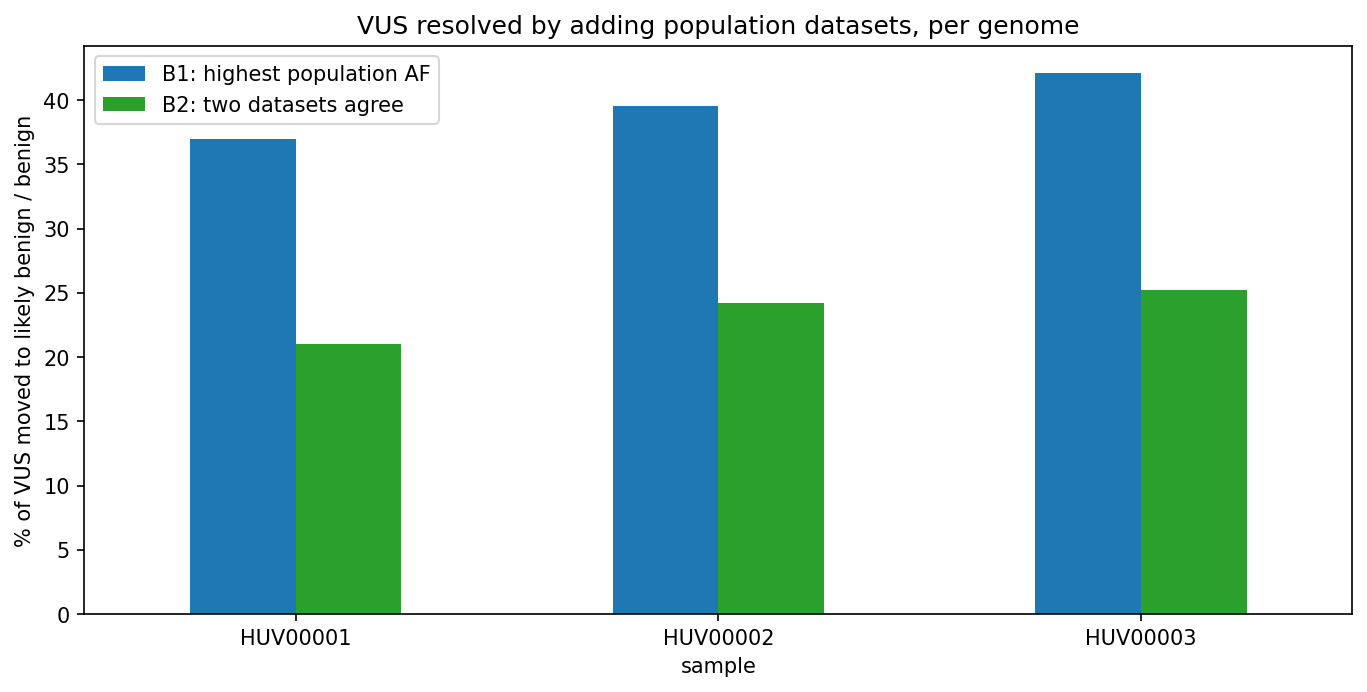 VUS resolved by adding population datasets, per genome
B1: highest population AF
B2: two datasets agree
% of VUS moved to likely benign / benign
40
35
30
25
20
15
10
5
0
HUV00001
HUV00002
HUV00003
sample